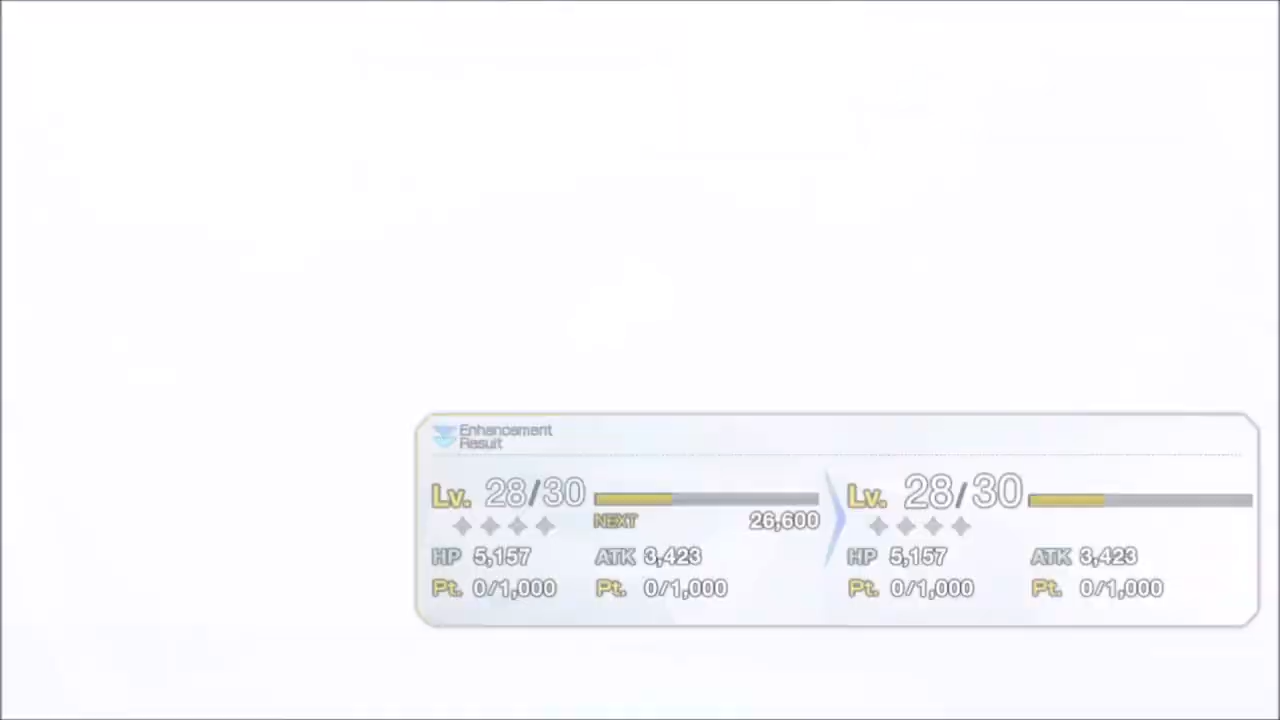 Enhancement
Result
Lv. 28/30
NEXT 26,600
HP 5,157 ATK 3,423
Pt. 0/1,000 Pt. 0/1,000
Lv. 28/30
HP 5,157 ATK 3,423
Pt. 0/1,000 Pt. 0/1,000